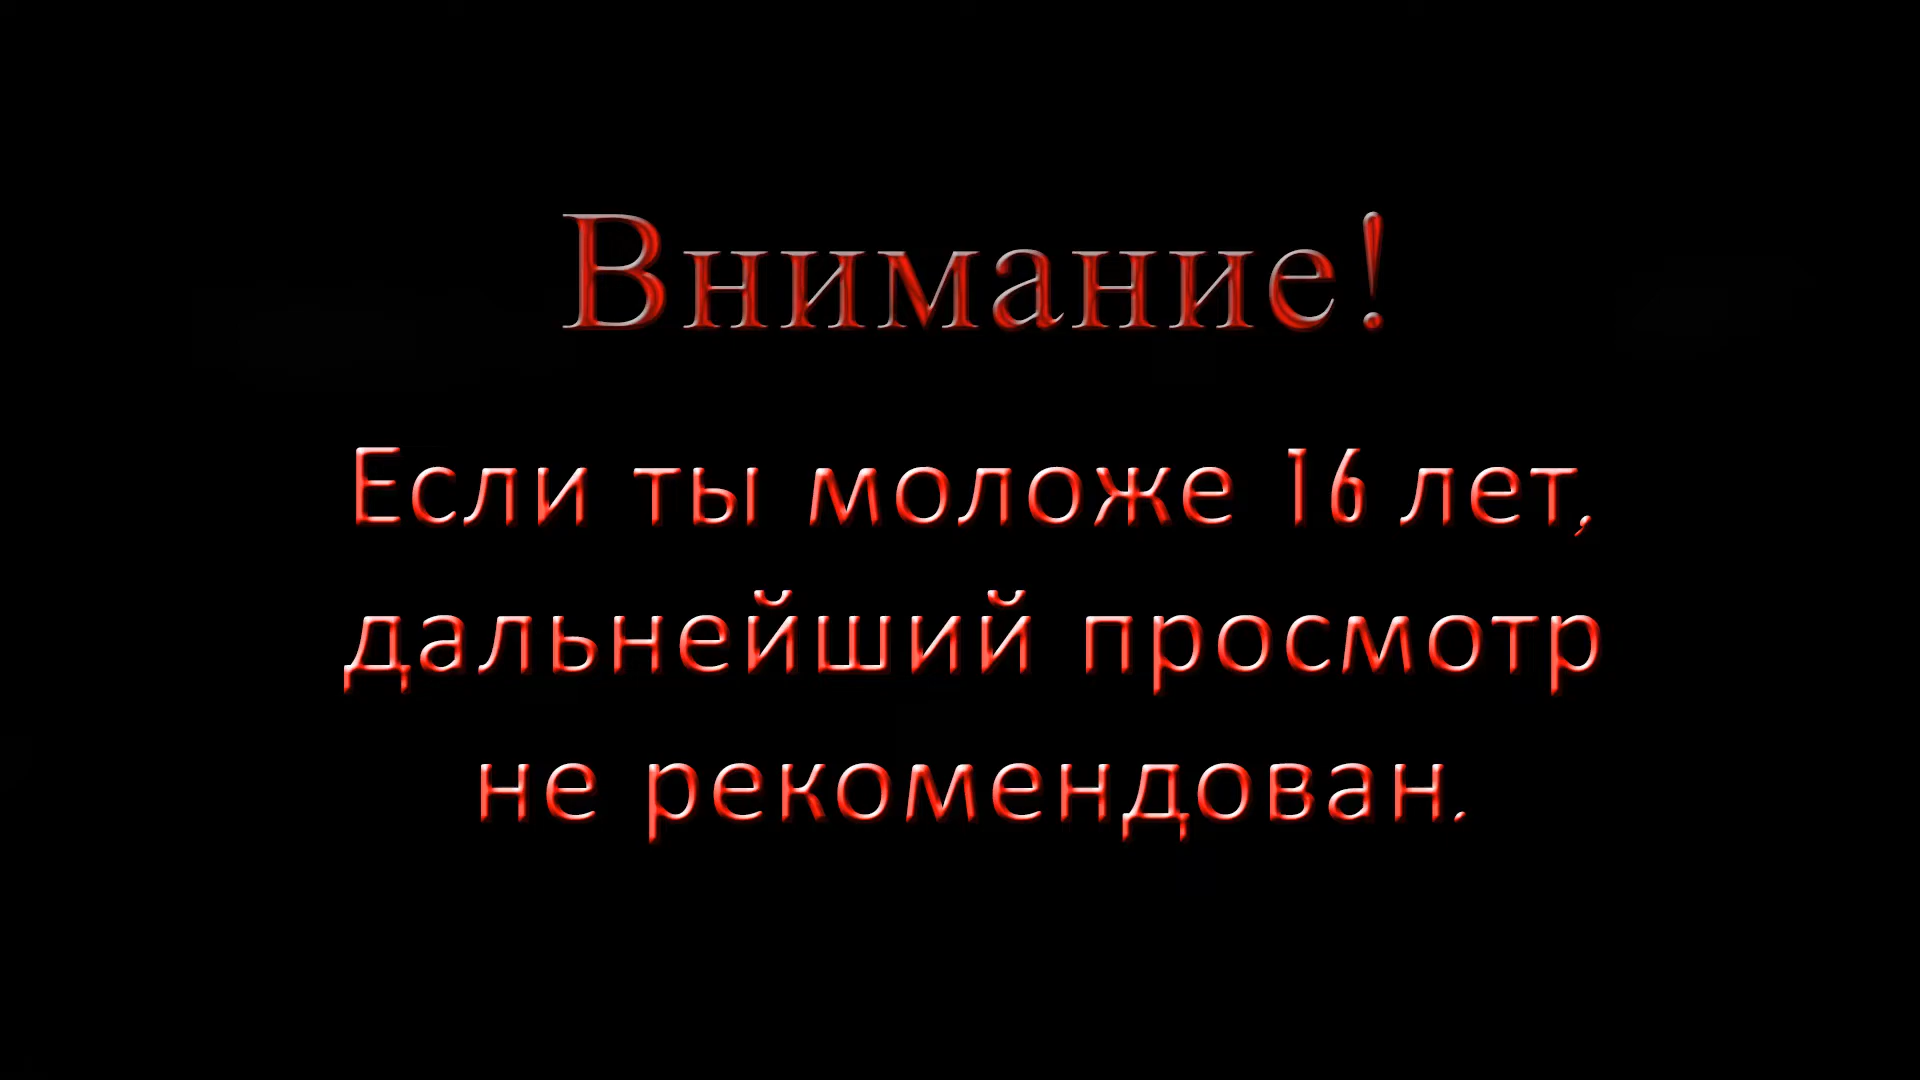 Внимание!
Если ты моложе 16 лет,
дальнейший просмотр
не рекомендован.